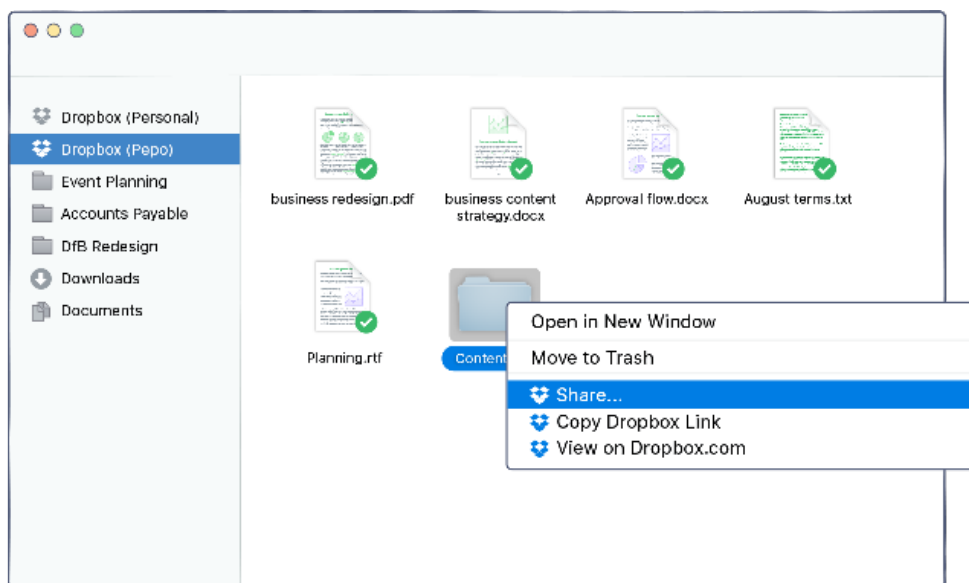 Dropbox (Personal)
Dropbox (Pepo)
Event Planning
Accounts Payable
DfB Redesign
Downloads
Documents
business redesign.pdf
business content
strategy.docx
Approval flow.docx
August terms.txt
Planning.rtf
Content
Open in New Window
Move to Trash
Share...
Copy Dropbox Link
View on Dropbox.com